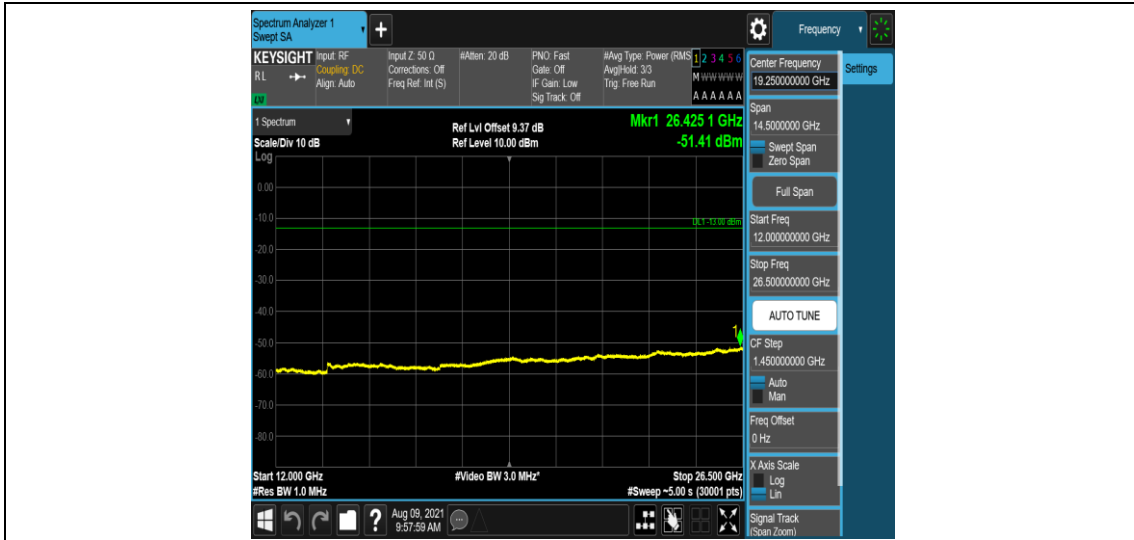 Spectrum Analyzer 1
Swept SA
Frequency
KEYSIGHT
RL
Input: RF
Coupling: DC
Align: Auto
Input Z: 50 Ω
Corrections: Off
Freq Ref: Int (S)
#Atten: 20 dB
PNO: Fast
Gate: Off
IF Gain: Low
Sig Track: Off
#Avg Type: Power (RMS
Avg|Hold: 3/3
Trig: Free Run
1 2 3 4 5 6
M W W W W W
A A A A A A
1 Spectrum
Scale/Div 10 dB
Log
Ref Lvl Offset 9.37 dB
Ref Level 10.00 dBm
Mkr1 26.425 1 GHz
-51.41 dBm
0.00
-10.0
-20.0
-30.0
-40.0
-50.0
-60.0
-70.0
-80.0
DL1 -13.00 dBm
1
Start 12.000 GHz
#Res BW 1.0 MHz
#Video BW 3.0 MHz*
Stop 26.500 GHz
#Sweep ~5.00 s (30001 pts)
Aug 09, 2021
9:57:59 AM
Center Frequency
19.250000000 GHz
Settings
Span
14.5000000 GHz
Swept Span
Zero Span
Full Span
Start Freq
12.000000000 GHz
Stop Freq
26.500000000 GHz
AUTO TUNE
CF Step
1.450000000 GHz
Auto
Man
Freq Offset
0 Hz
X Axis Scale
Log
Lin
Signal Track
(Span Zoom)